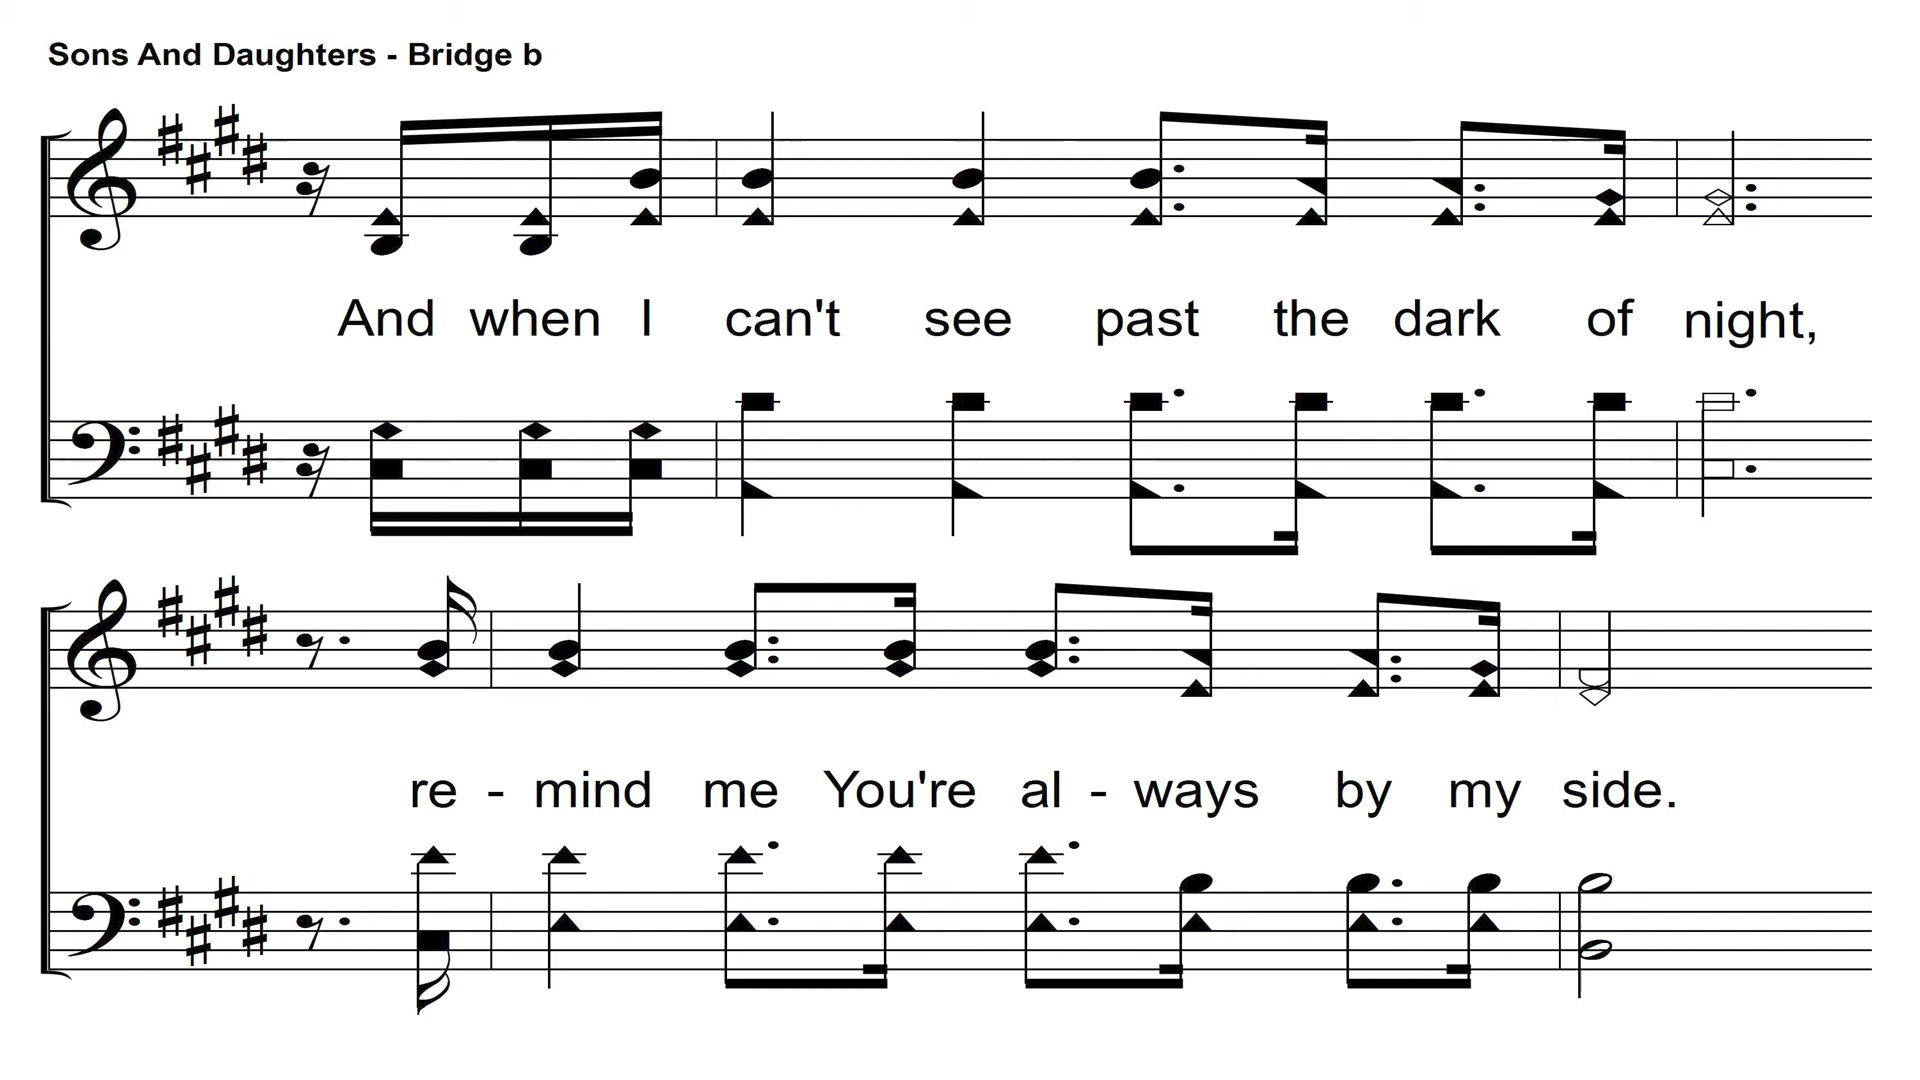 Sons And Daughters - Bridge b
And when I can't see past the dark of night,
re - mind me You're al - ways by my side.